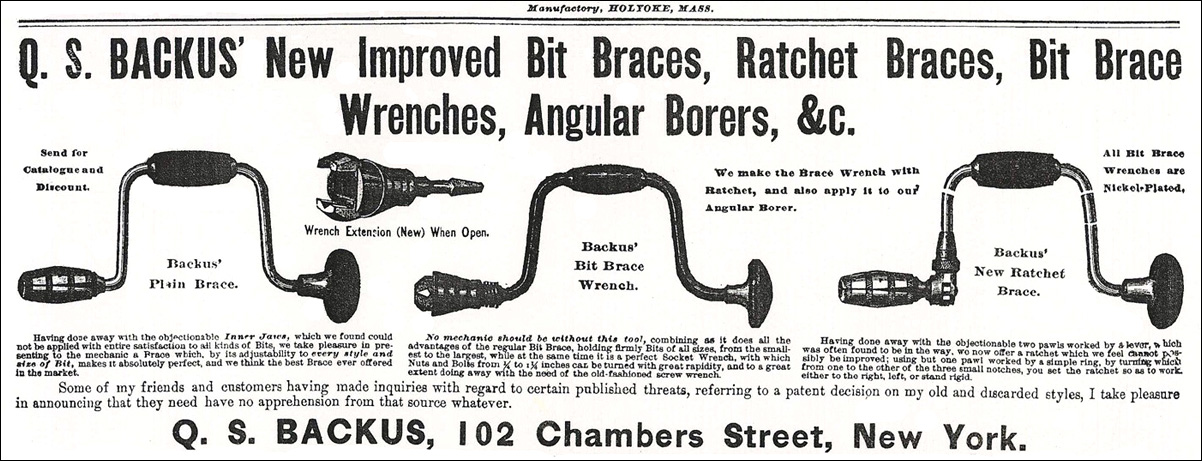 Manufactory, HOLYOKE, MASS.
Q. S. BACKUS' New Improved Bit Braces, Ratchet Braces, Bit Brace
Wrenches, Angular Borers, &c.
Send for
Catalogue and
Discount.
Wrench Extension (New) When Open.
We make the Brace Wrench with
Ratchet, and also apply it to our
Angular Borer.
All Bit Brace
Wrenches are
Nickel-Plated,
Backus'
Plain Brace.
Backus'
Bit Brace
Wrench.
Backus'
New Ratchet
Brace.
Having done away with the objectionable Inner Jaws, which we found could
not be applied with entire satisfaction to all kinds of Bits, we take pleasure in pre-
senting to the mechanic a Brace which, by its adjustability to every style and
size of Bit, makes it absolutely perfect, and we think the best Brace ever offered
in the market.
No mechanic should be without this tool, combining as it does all the
advantages of the regular Bit Brace, holding firmly Bits of all sizes, from the small-
est to the largest, while at the same time it is a perfect Socket Wrench, with which
Nuts and Bolts from to inches can be turned with great rapidity, and to a great
extent doing away with the need of the old-fashioned screw wrench.
Having done away with the objectionable two pawls worked by a lever, which
was often found to be in the way, we now offer a ratchet which we feel cannot pos-
sibly be improved; using but one pawl worked by a simple ring, by turning which
from one to the other of the three small notches, you set the ratchet so as to work
either to the right, left, or stand rigid.
Some of my friends and customers having made inquiries with regard to certain published threats, referring to a patent decision on my old and discarded styles, I take pleasure
in announcing that they need have no apprehension from that source whatever.
Q. S. BACKUS, 102 Chambers Street, New York.